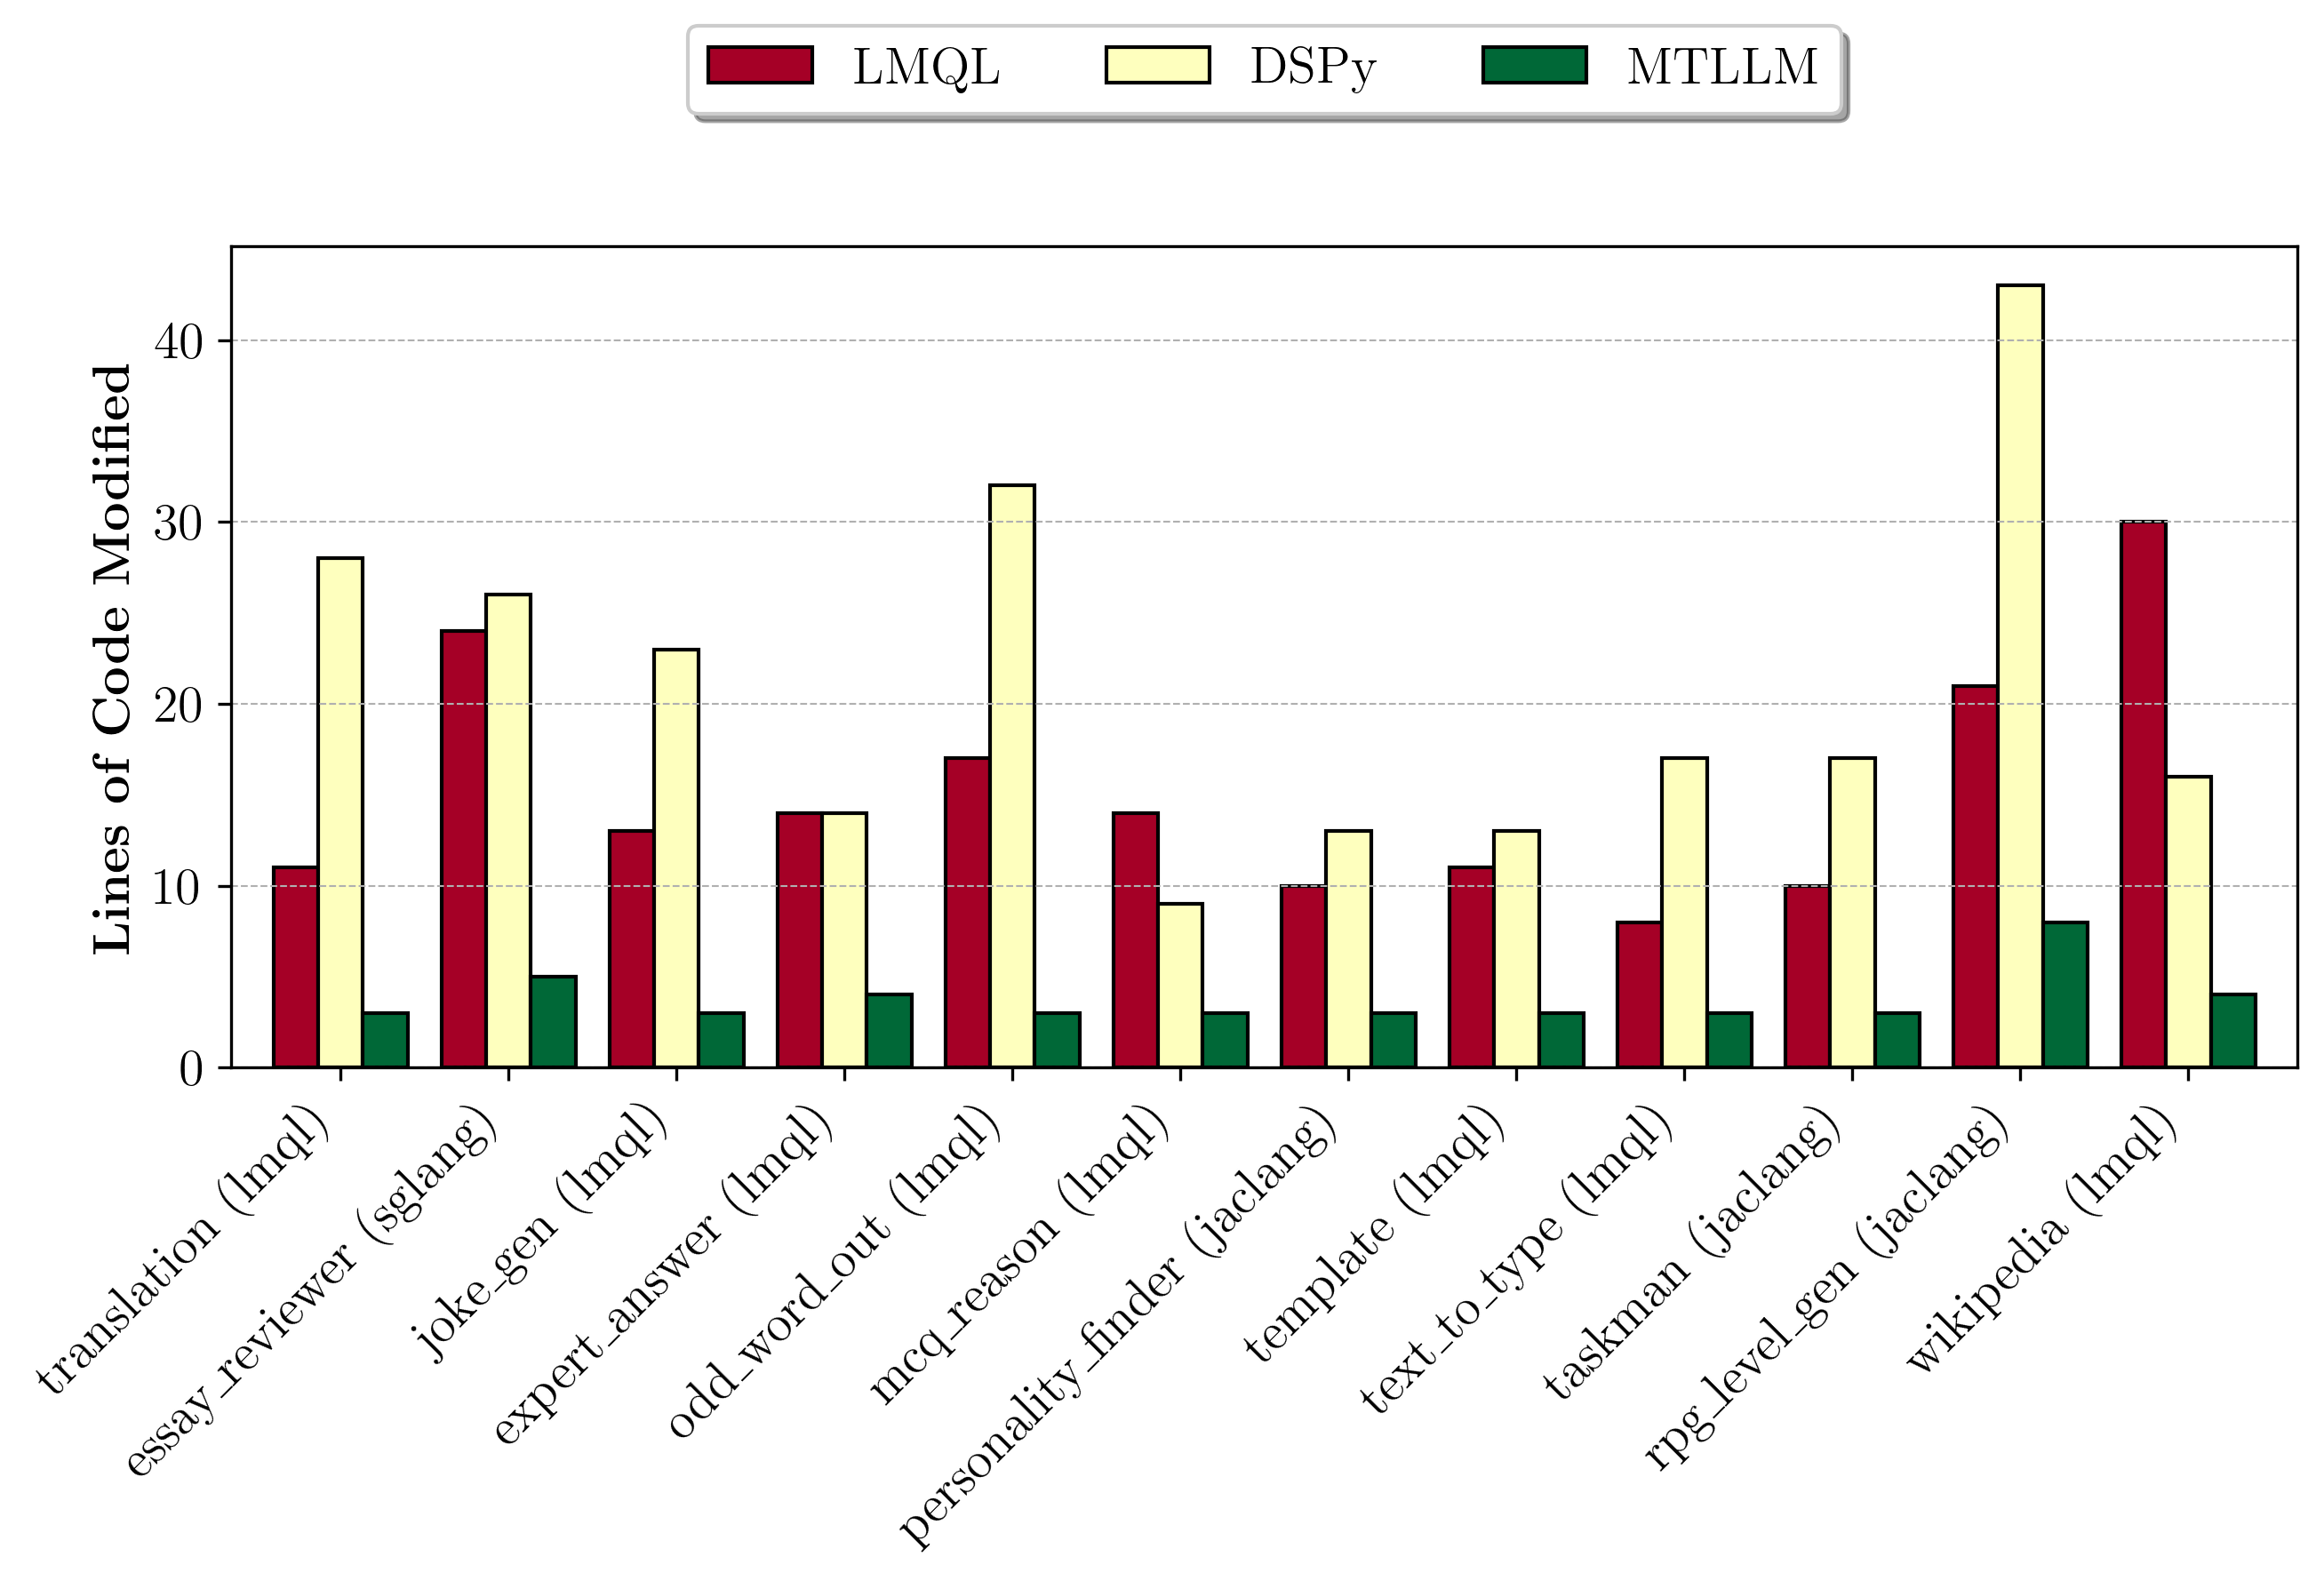 LMQL DSPy MTLLM
Lines of Code Modified
40
30
20
10
0
translation (lmql)
essay_reviewer (sglang)
joke_gen (lmql)
expert_answer (lmql)
odd_word_out (lmql)
mcq_reason (lmql)
personality_finder (jaclang)
template (lmql)
text_to_type (lmql)
taskman (jaclang)
rpg_level_gen (jaclang)
wikipedia (lmql)